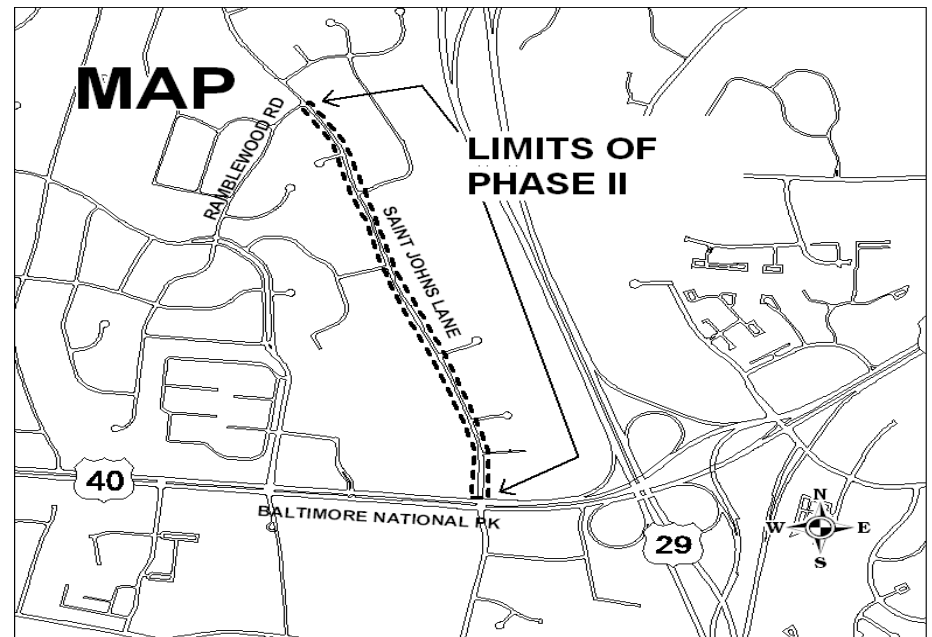 MAP
RAMBLEWOOD RD
LIMITS OF
PHASE II
SAINT JOHNS LANE
40
BALTIMORE NATIONAL PK
29
N
W E
S